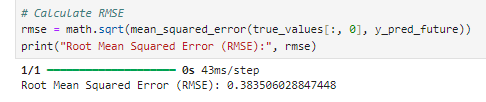 # Calculate RMSE
rmse = math.sqrt(mean_squared_error(true_values[:, 0], y_pred_future))
print("Root Mean Squared Error (RMSE):", rmse)
1/1 ━━━━━━━━━━━━━━━━━━━━ 0s 43ms/step
Root Mean Squared Error (RMSE): 0.383506028847448